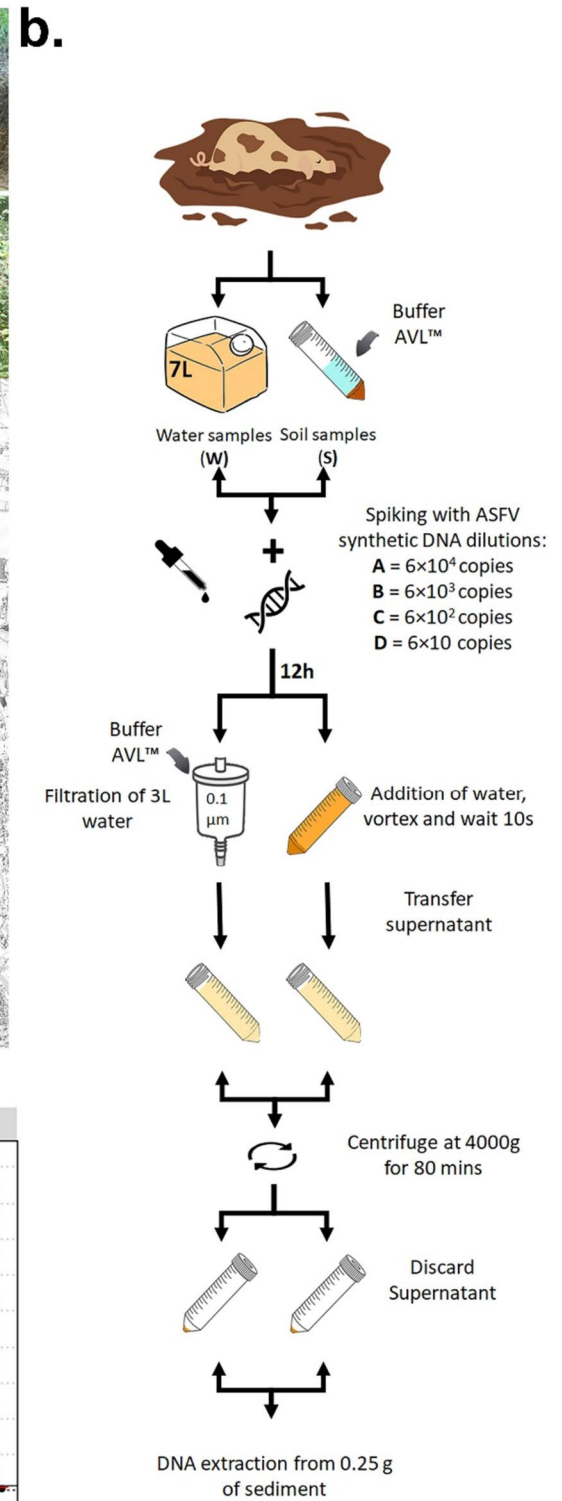 b.
Buffer
AVL™
7L
Water samples
(W)
Soil samples
(S)
Spiking with ASFV
synthetic DNA dilutions:
A = 6×10⁴ copies
B = 6×10³ copies
C = 6×10² copies
D = 6×10 copies
12h
Buffer
AVL™
Filtration of 3L
water
0.1
µm
Addition of water,
vortex and wait 10s
Transfer
supernatant
Centrifuge at 4000g
for 80 mins
Discard
Supernatant
DNA extraction from 0.25 g
of sediment